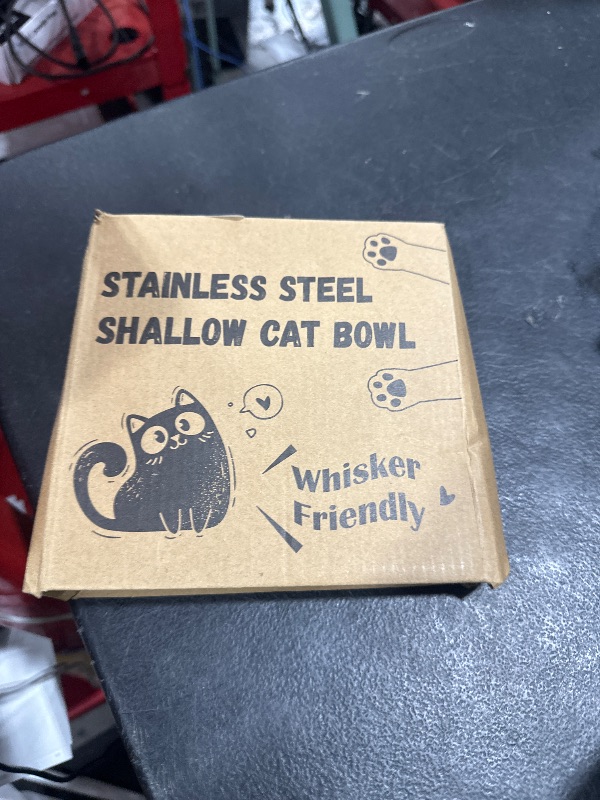 STAINLESS STEEL
SHALLOW CAT BOWL
Whisker
Friendly